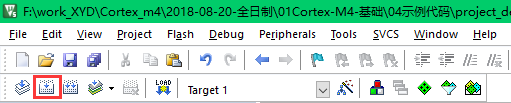 F:\work_XYD\Cortex_m4\2018-08-20-全日制\01Cortex-M4-基础\04示例代码\project_de
File Edit View Project Flash Debug Peripherals Tools SVCS Window Help
LOAD Target 1